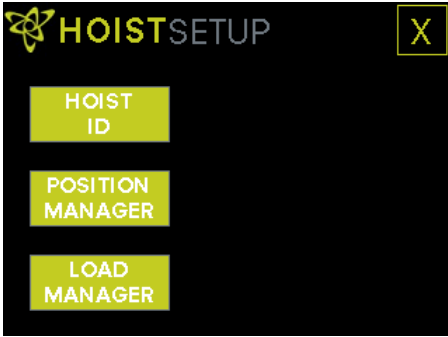 HOISTSETUP
X
HOIST
ID
POSITION
MANAGER
LOAD
MANAGER